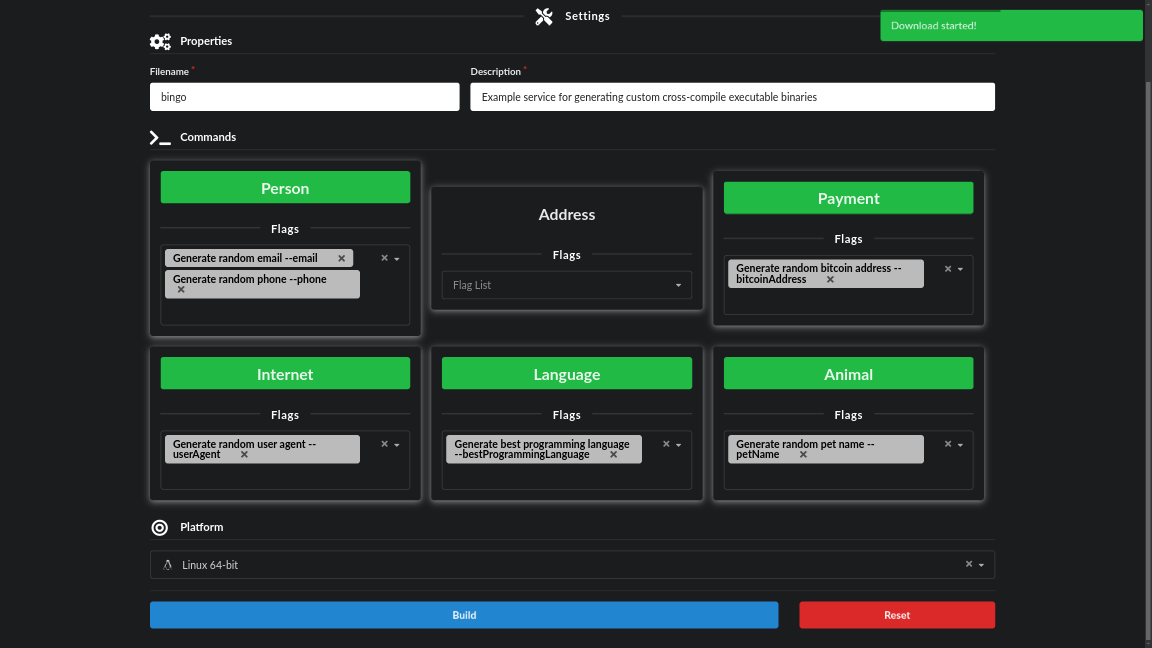 Settings
Download started!
Properties
Filename *
Description *
bingo
Example service for generating custom cross-compile executable binaries
Commands
Person
Flags
Generate random email --email
Generate random phone --phone
Address
Flags
Flag List
Payment
Flags
Generate random bitcoin address --
bitcoinAddress
Internet
Flags
Generate random user agent --
userAgent
Language
Flags
Generate best programming language
--bestProgrammingLanguage
Animal
Flags
Generate random pet name --
petName
Platform
Linux 64-bit
Build
Reset